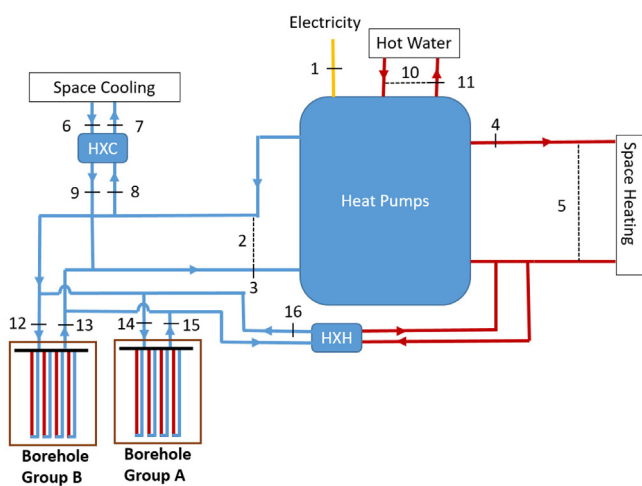 Electricity
Hot Water
1
10
11
Space Cooling
6
7
4
HXC
9
8
Heat Pumps
5
Space Heating
2
3
16
12
13
14
15
HXH
Borehole
Group B
Borehole
Group A